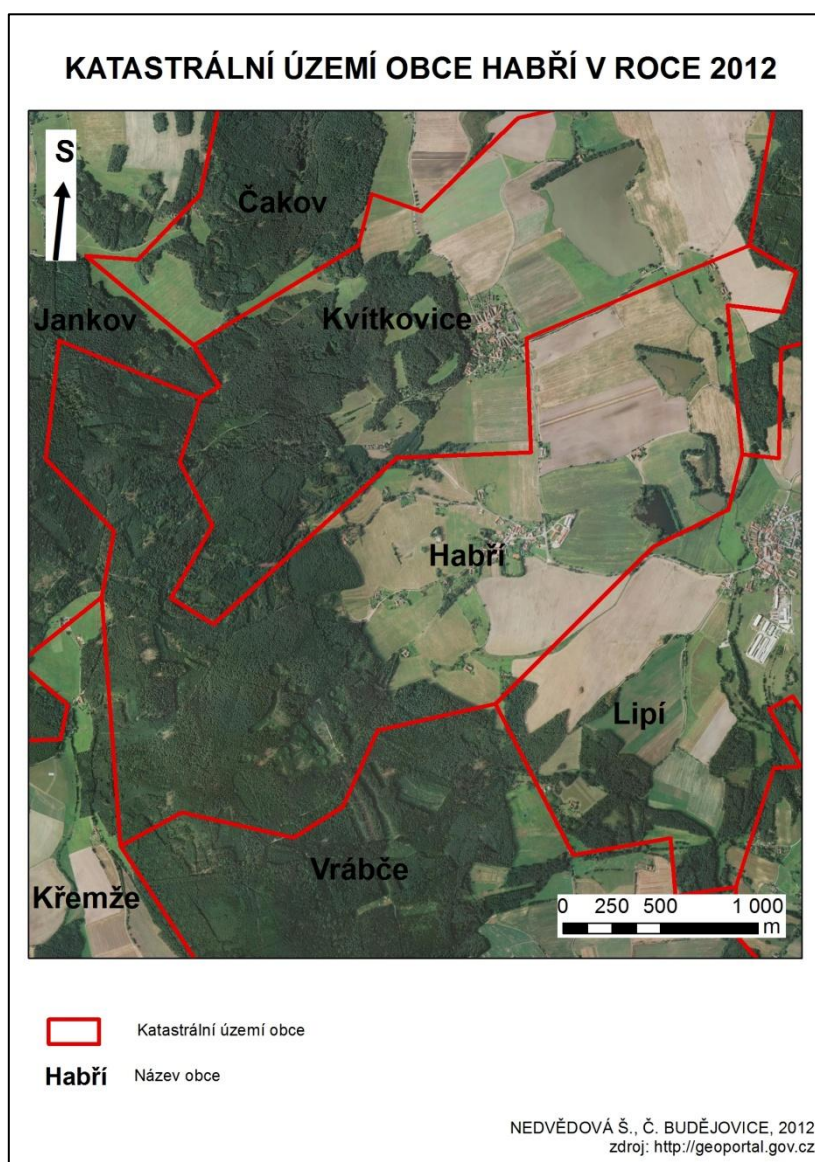 KATASTRÁLNÍ ÚZEMÍ OBCE HABŘÍ V ROCE 2012
S
Čakov
Jankov
Kvítkovice
Habří
Lipí
Vrábče
Křemže
0 250 500 1 000
m
Katastrální území obce
Habří Název obce
NEDVĚDOVÁ Š., Č. BUDĚJOVICE, 2012
zdroj: http://geoportal.gov.cz